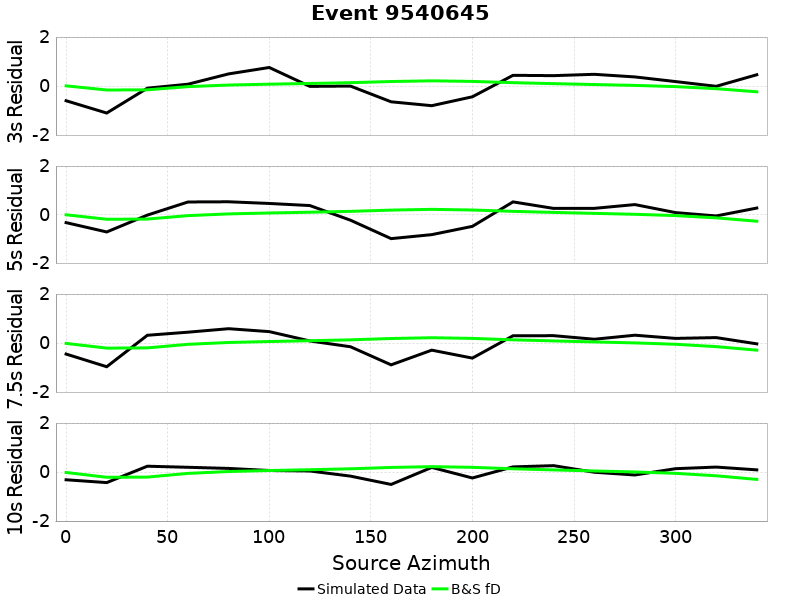 Event 9540645
3s Residual
2
0
-2
5s Residual
2
0
-2
7.5s Residual
2
0
-2
10s Residual
2
0
-2
0 50 100 150 200 250 300
Source Azimuth
Simulated Data B&S fD